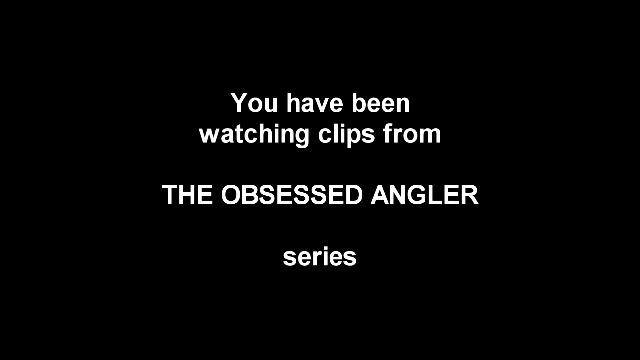 You have been
watching clips from
THE OBSESSED ANGLER
series